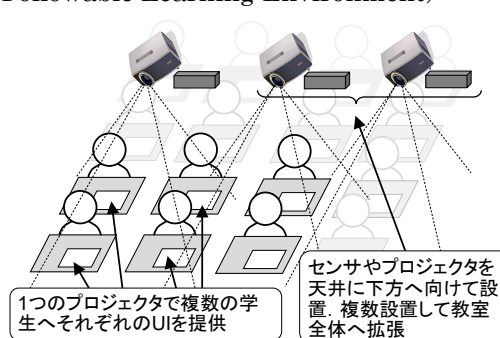 Followable Learning Environment)
センサやプロジェクタを
天井に下方へ向けて設
置．複数設置して教室
全体へ拡張
1つのプロジェクタで複数の学
生へそれぞれのUIを提供